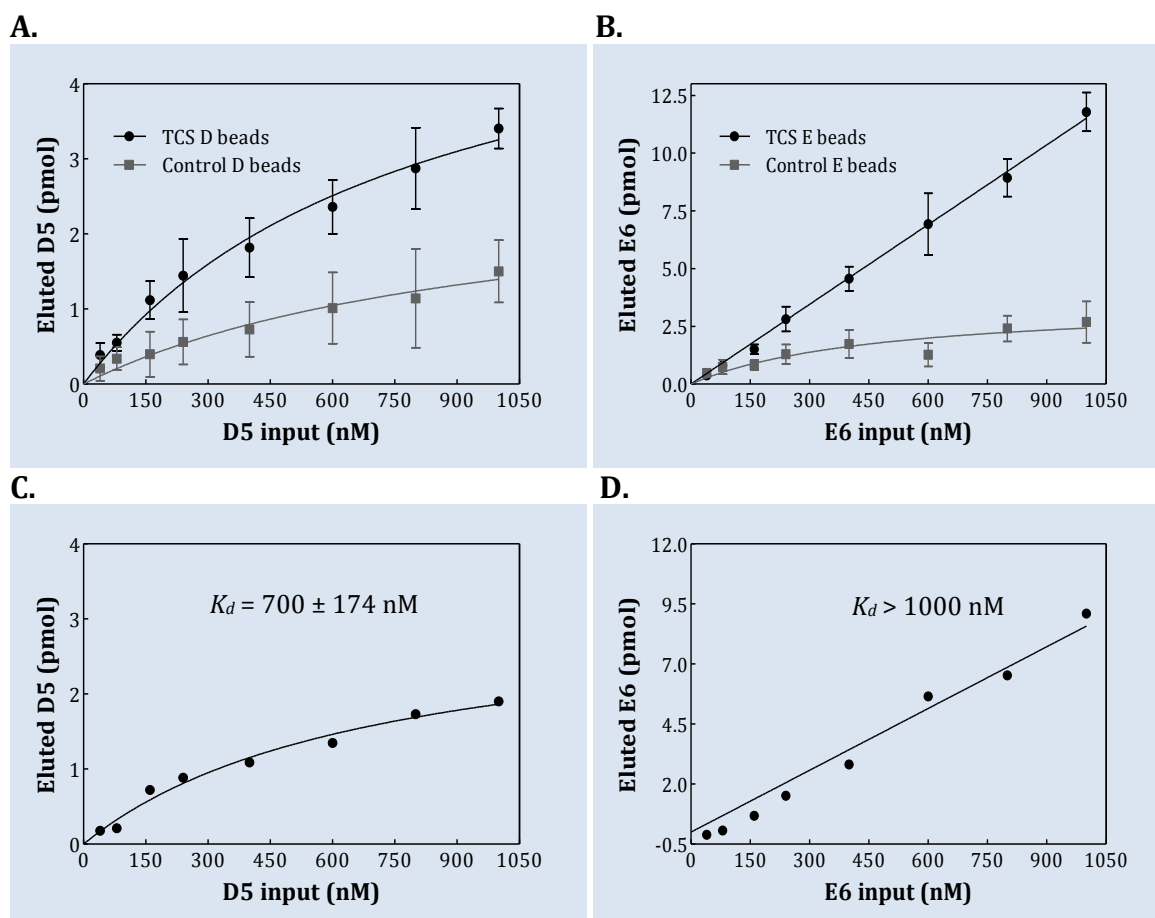 A.
4
3
2
1
0
Eluted D5 (pmol)
TCS D beads
Control D beads
0 150 300 450 600 750 900 1050
D5 input (nM)
B.
12.5
10.0
7.5
5.0
2.5
0.0
Eluted E6 (pmol)
TCS E beads
Control E beads
0 150 300 450 600 750 900 1050
E6 input (nM)
C.
4
3
2
1
0
Eluted D5 (pmol)
Kd = 700 ± 174 nM
0 150 300 450 600 750 900 1050
D5 input (nM)
D.
12.0
9.5
7.0
4.5
2.0
-0.5
Eluted E6 (pmol)
Kd > 1000 nM
0 150 300 450 600 750 900 1050
E6 input (nM)